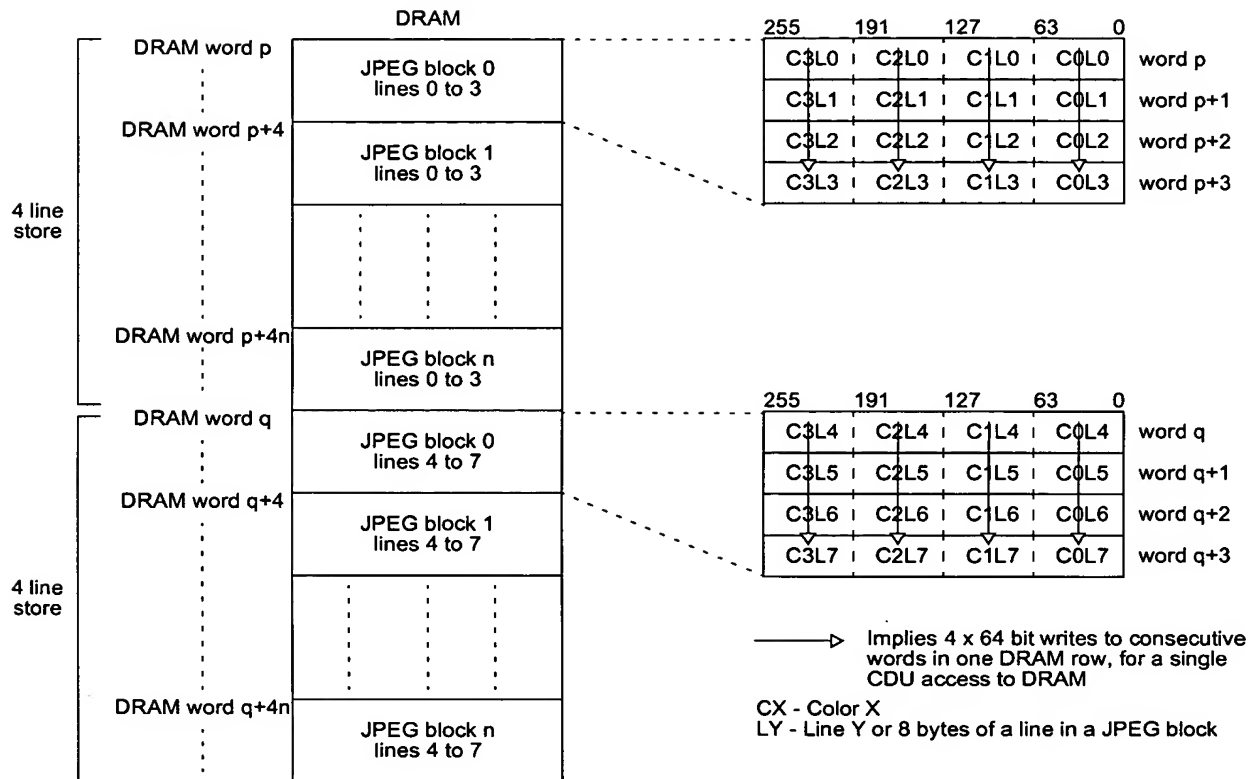 DRAM
DRAM word p
JPEG block 0
lines 0 to 3
DRAM word p+4
JPEG block 1
lines 0 to 3
4 line
store
DRAM word p+4n
JPEG block n
lines 0 to 3
DRAM word q
JPEG block 0
lines 4 to 7
DRAM word q+4
JPEG block 1
lines 4 to 7
4 line
store
DRAM word q+4n
JPEG block n
lines 4 to 7
255 191 127 63 0
C3L0 C2L0 C1L0 C0L0 word p
C3L1 C2L1 C1L1 C0L1 word p+1
C3L2 C2L2 C1L2 C0L2 word p+2
C3L3 C2L3 C1L3 C0L3 word p+3
255 191 127 63 0
C3L4 C2L4 C1L4 C0L4 word q
C3L5 C2L5 C1L5 C0L5 word q+1
C3L6 C2L6 C1L6 C0L6 word q+2
C3L7 C2L7 C1L7 C0L7 word q+3
Implies 4 x 64 bit writes to consecutive
words in one DRAM row, for a single
CDU access to DRAM
CX - Color X
LY - Line Y or 8 bytes of a line in a JPEG block